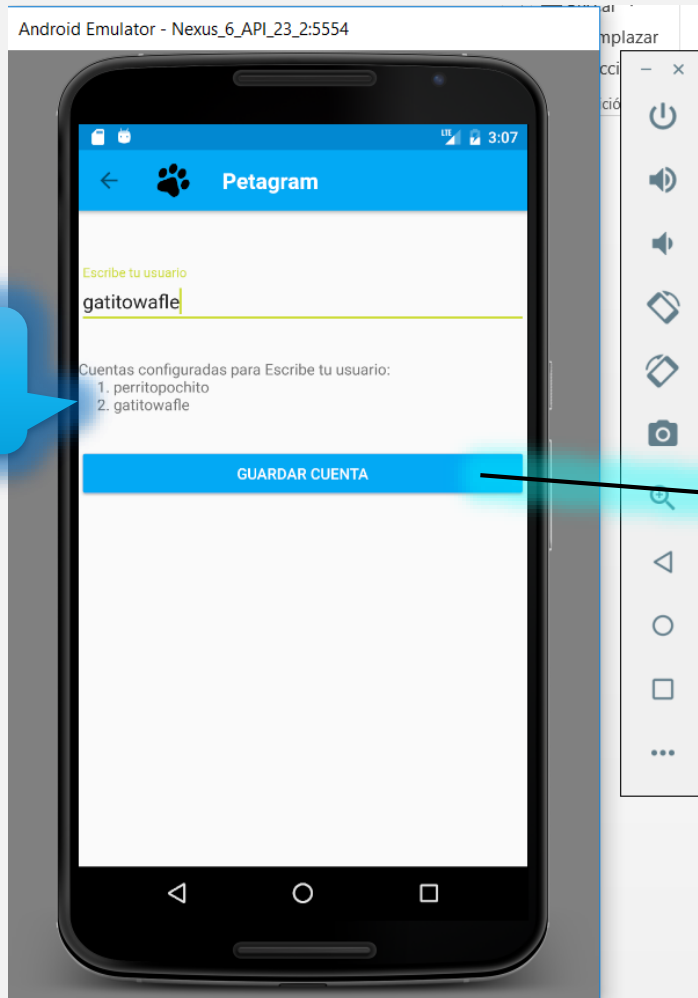 Android Emulator - Nexus_6_API_23_2:5554
mplazar
LTE 3:07
Petagram
Escribe tu usuario
gatitowafle
Cuentas configuradas para Escribe tu usuario:
1. perritopochito
2. gatitowafle
GUARDAR CUENTA